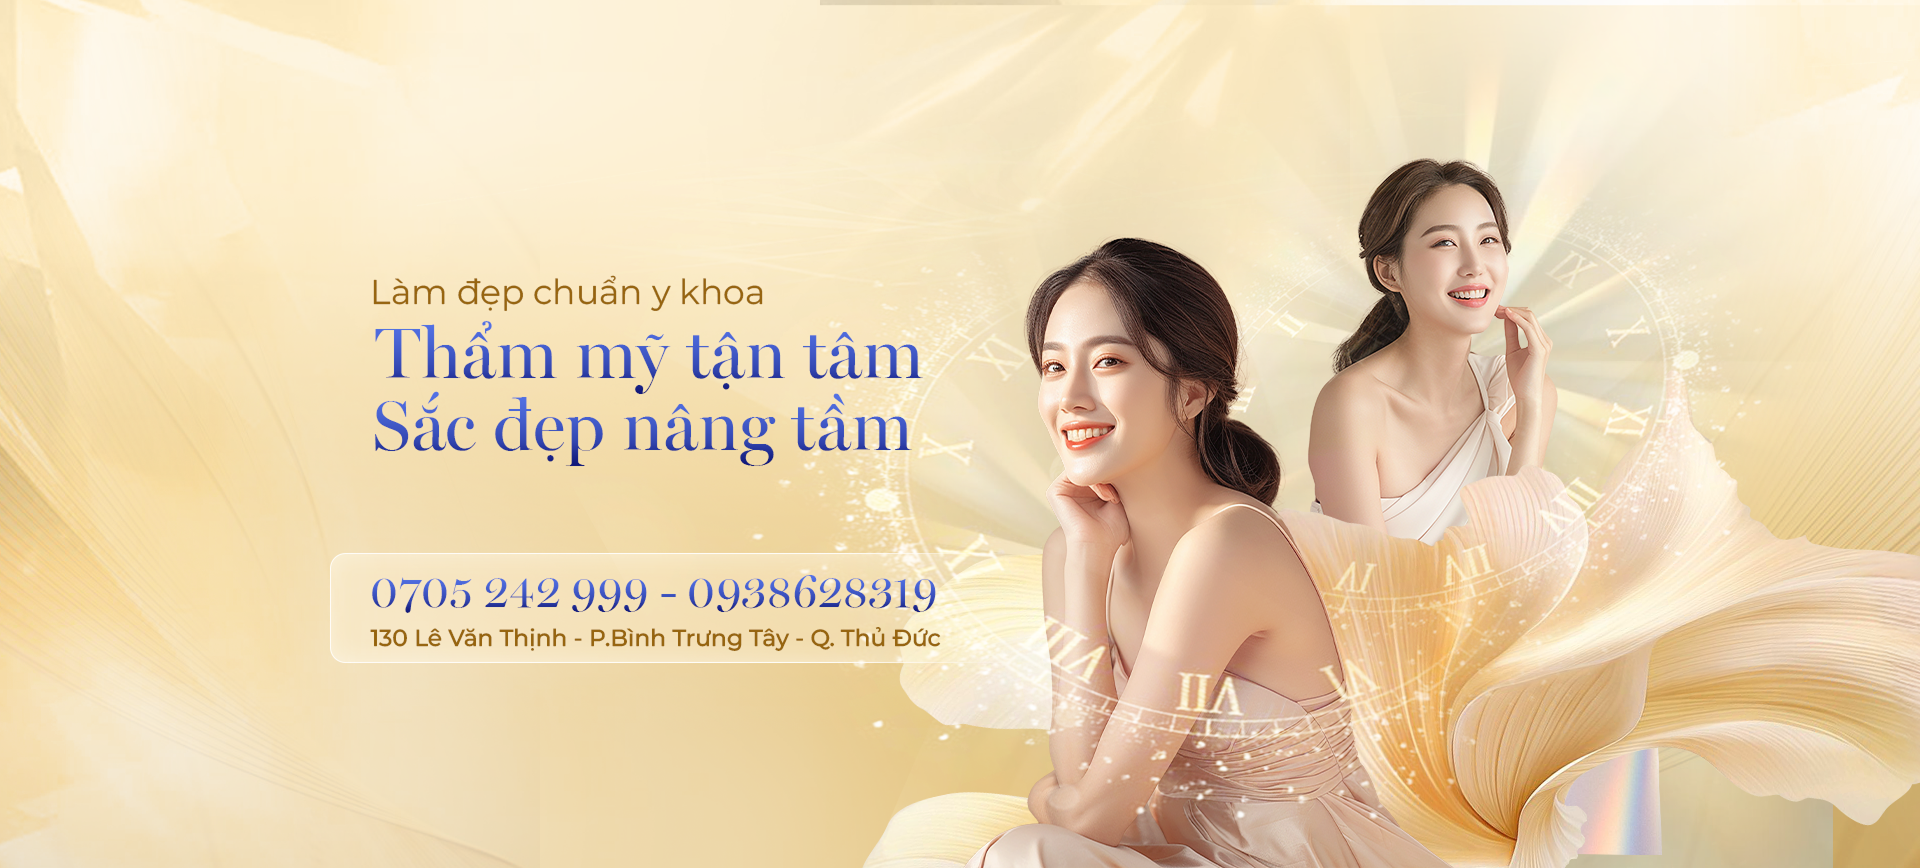 Làm đẹp chuẩn y khoa
Thẩm mỹ tận tâm
Sắc đẹp nâng tầm
0705 242 999 - 0938628319
130 Lê Văn Thịnh - P.Bình Trưng Tây - Q. Thủ Đức